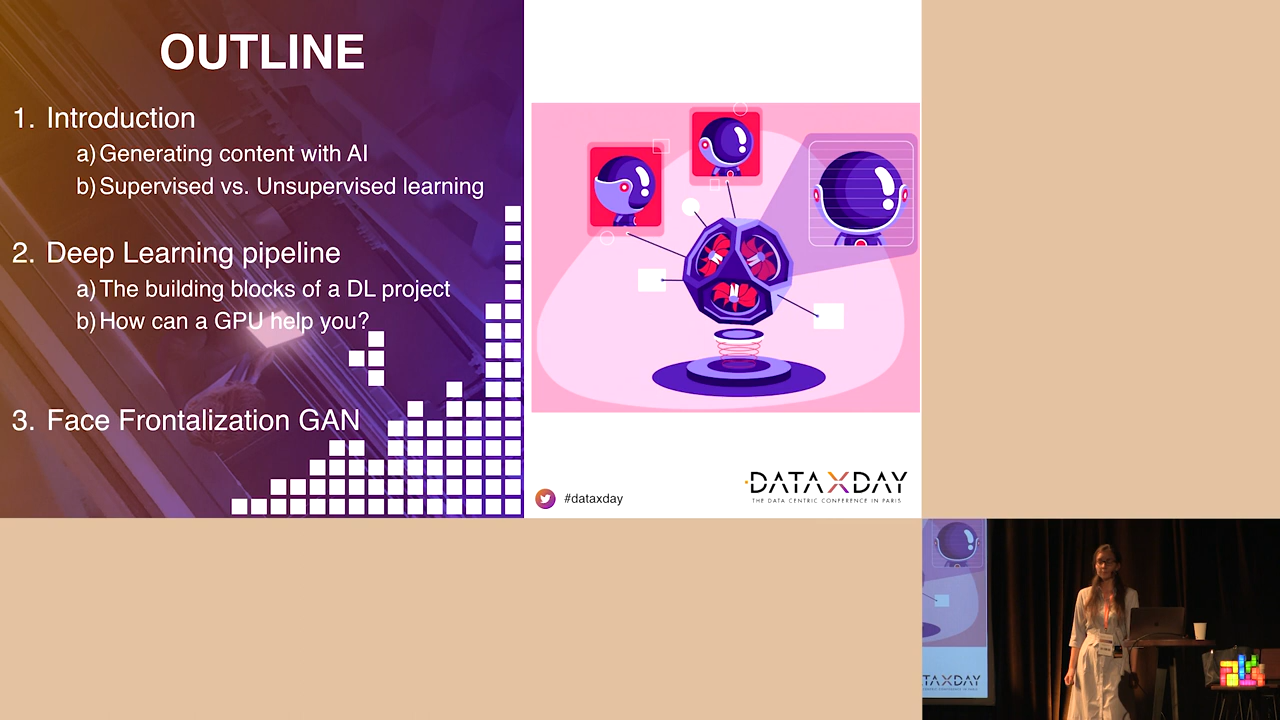 OUTLINE
1. Introduction
a) Generating content with AI
b) Supervised vs. Unsupervised learning
2. Deep Learning pipeline
a) The building blocks of a DL project
b) How can a GPU help you?
3. Face Frontalization GAN
#dataxday
DATAXDAY
THE DATA CENTRIC CONFERENCE IN PARIS
TAXDAY